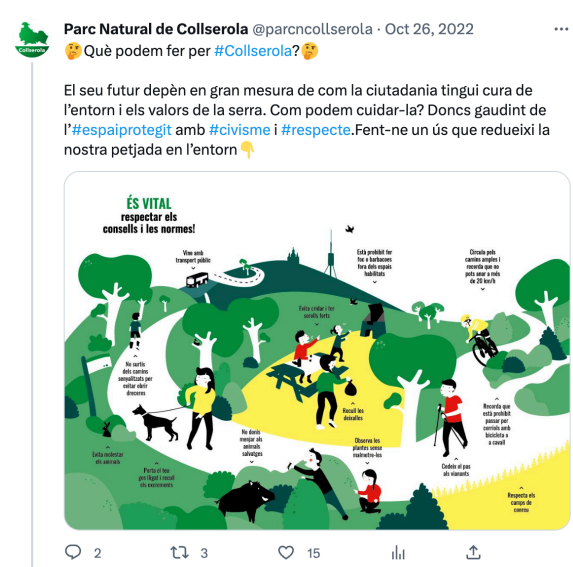 Parc Natural de Collserola @parcncollserola · Oct 26, 2022
Collserola
🤔Què podem fer per #Collserola?🤔
El seu futur depèn en gran mesura de com la ciutadania tingui cura de
l'entorn i els valors de la serra. Com podem cuidar-la? Doncs gaudint de
l'#espaiprotegit amb #civisme i #respecte.Fent-ne un ús que redueixi la
nostra petjada en l'entorn👇
ÉS VITAL
respectar els
consells i les normes!
Vine amb
transport públic
Està prohibit fer
foc o barbacoes
fora dels espais
habilitats
Circula pels
camins amples i
recorda que no
pots anar a més
de 20 km/h
Evita cridar i fer
sorolls forts
No surtis
dels camins
senyalitzats per
evitar obrir
dreceres
Recull les
deixalles
Recorda que
està prohibit
passar per
corriols amb
bicicleta o
a cavall
No donis
menjar als
animals
salvatges
Observa les
plantes sense
malmetre-les
Evita molestar
els animals
Porta el teu
gos lligat i recull
els excrements
Cedeix el pas
als vianants
Respecta els
camps de
conreu
2
3
15